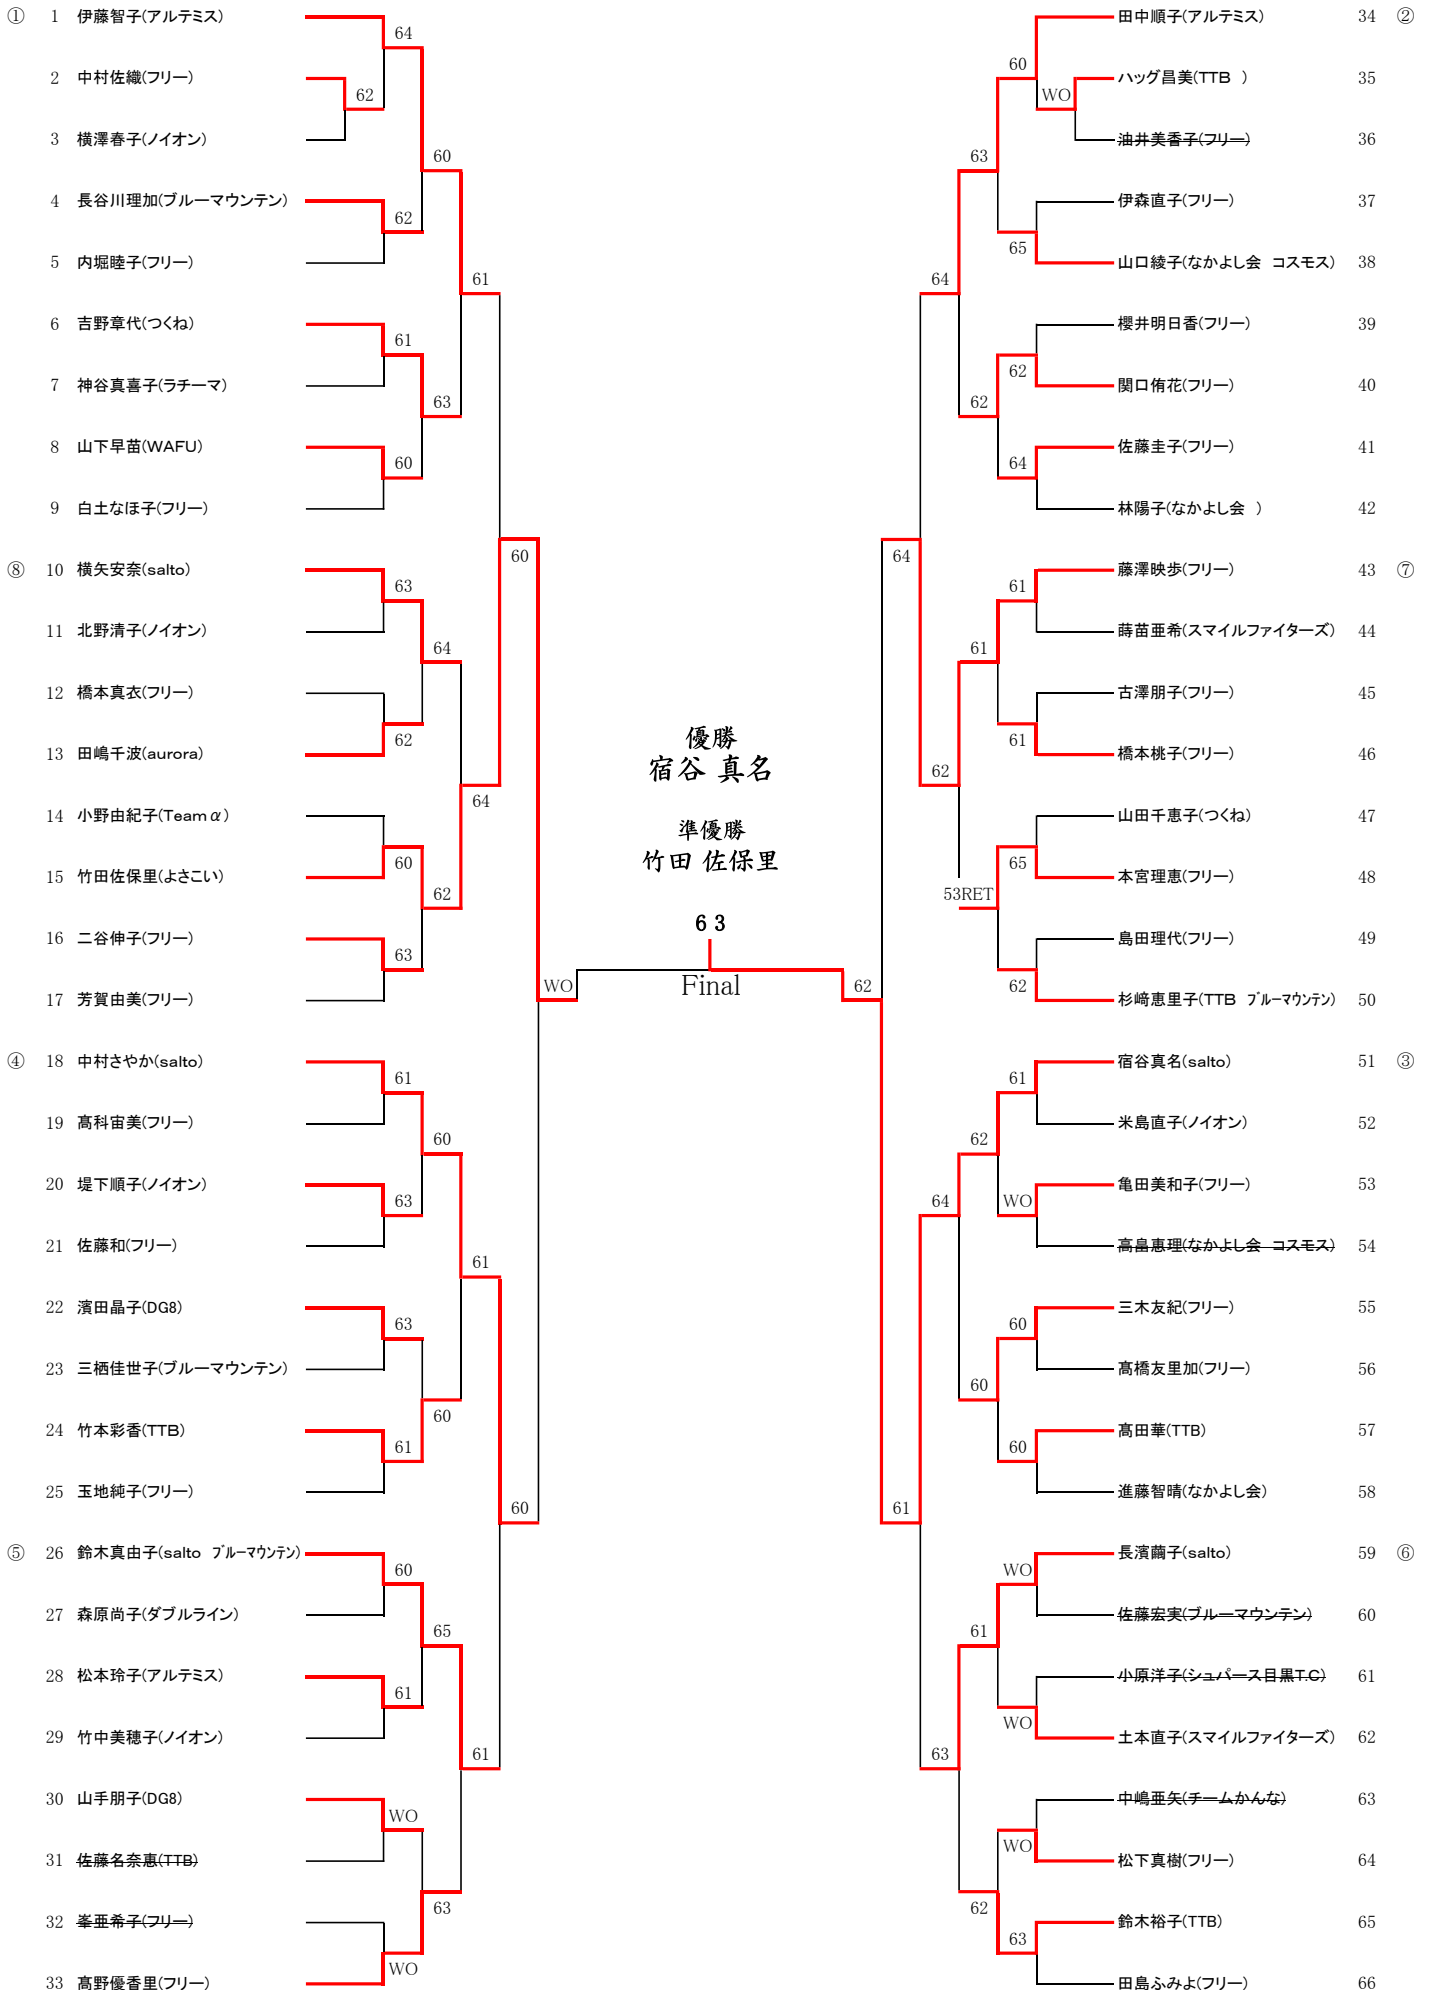 ① 1 伊藤智子(アルテミス)
64
2 中村佐織(フリー)
62
3 横澤春子(ノイオン)
60
4 長谷川理加(ブルーマウンテン)
62
5 内堀睦子(フリー)
61
6 吉野章代(つくね)
61
7 神谷真喜子(ラチーマ)
63
8 山下早苗(WAFU)
60
9 白土なほ子(フリー)
60
⑧ 10 横矢安奈(salto)
63
11 北野清子(ノイオン)
64
12 橋本真衣(フリー)
62
13 田嶋千波(aurora)
64
14 小野由紀子(Teamα)
60
15 竹田佐保里(よさこい)
62
16 二谷伸子(フリー)
63
17 芳賀由美(フリー)
WO
④ 18 中村さやか(salto)
61
19 髙科宙美(フリー)
60
20 堤下順子(ノイオン)
63
21 佐藤和(フリー)
61
22 濱田晶子(DG8)
63
23 三栖佳世子(ブルーマウンテン)
60
24 竹本彩香(TTB)
61
25 玉地純子(フリー)
60
⑤ 26 鈴木真由子(salto ブルーマウンテン)
60
27 森原尚子(ダブルライン)
65
28 松本玲子(アルテミス)
61
29 竹中美穂子(ノイオン)
61
30 山手朋子(DG8)
WO
31 佐藤名奈恵(TTB)
63
32 峯亜希子(フリー)
WO
33 髙野優香里(フリー)
優勝
宿谷 真名
準優勝
竹田 佐保里
6 3
Final
田中順子(アルテミス) 34 ②
60
ハッグ昌美(TTB ) 35
WO
油井美香子(フリー) 36
63
伊森直子(フリー) 37
65
山口綾子(なかよし会 コスモス) 38
64
櫻井明日香(フリー) 39
62
関口侑花(フリー) 40
62
佐藤圭子(フリー) 41
64
林陽子(なかよし会 ) 42
64
藤澤映歩(フリー) 43 ⑦
61
蒔苗亜希(スマイルファイターズ) 44
61
古澤朋子(フリー) 45
61
橋本桃子(フリー) 46
62
山田千恵子(つくね) 47
65
本宮理恵(フリー) 48
53RET
島田理代(フリー) 49
62
杉﨑恵里子(TTB ブルーマウンテン) 50
62
宿谷真名(salto) 51 ③
61
米島直子(ノイオン) 52
62
亀田美和子(フリー) 53
WO
高畠恵理(なかよし会 コスモス) 54
64
三木友紀(フリー) 55
60
髙橋友里加(フリー) 56
60
髙田華(TTB) 57
60
進藤智晴(なかよし会) 58
61
長濱繭子(salto) 59 ⑥
WO
佐藤宏実(ブルーマウンテン) 60
61
小原洋子(シュパース目黒T.C) 61
WO
土本直子(スマイルファイターズ) 62
63
中嶋亜矢(チームかんな) 63
WO
松下真樹(フリー) 64
62
鈴木裕子(TTB) 65
63
田島ふみよ(フリー) 66